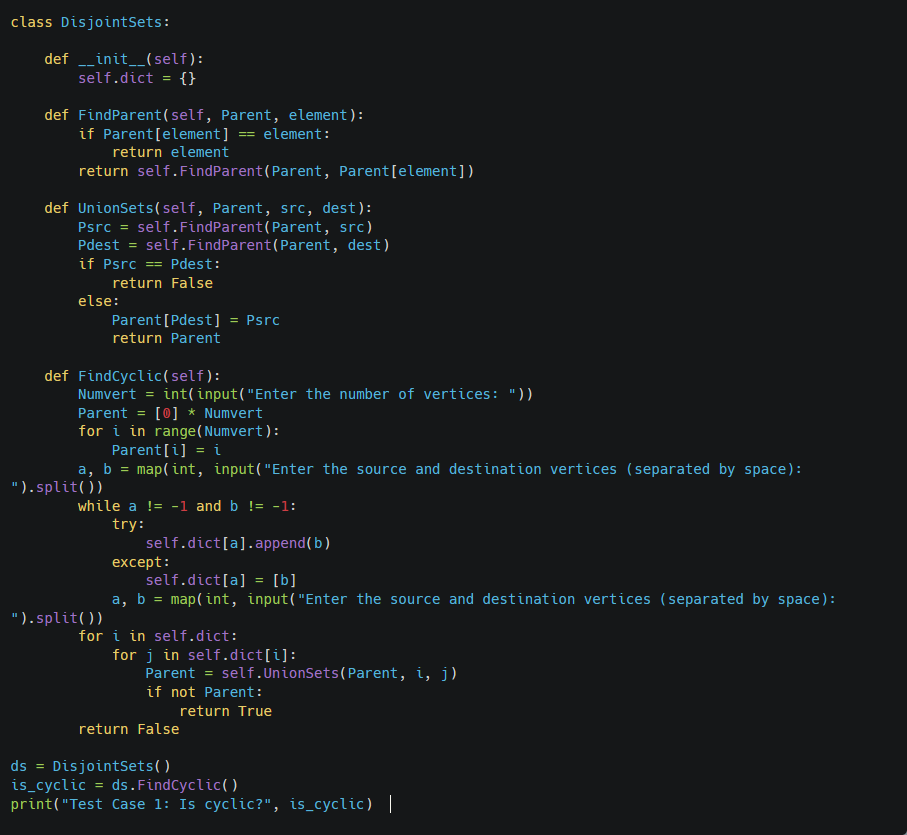 class DisjointSets:
    def __init__(self):
        self.dict = {}
    def FindParent(self, Parent, element):
        if Parent[element] == element:
            return element
        return self.FindParent(Parent, Parent[element])
    def UnionSets(self, Parent, src, dest):
        Psrc = self.FindParent(Parent, src)
        Pdest = self.FindParent(Parent, dest)
        if Psrc == Pdest:
            return False
        else:
            Parent[Pdest] = Psrc
            return Parent
    def FindCyclic(self):
        Numvert = int(input("Enter the number of vertices: "))
        Parent = [0] * Numvert
        for i in range(Numvert):
            Parent[i] = i
        a, b = map(int, input("Enter the source and destination vertices (separated by space):
").split())
        while a != -1 and b != -1:
            try:
                self.dict[a].append(b)
            except:
                self.dict[a] = [b]
            a, b = map(int, input("Enter the source and destination vertices (separated by space):
").split())
        for i in self.dict:
            for j in self.dict[i]:
                Parent = self.UnionSets(Parent, i, j)
                if not Parent:
                    return True
        return False
ds = DisjointSets()
is_cyclic = ds.FindCyclic()
print("Test Case 1: Is cyclic?", is_cyclic)